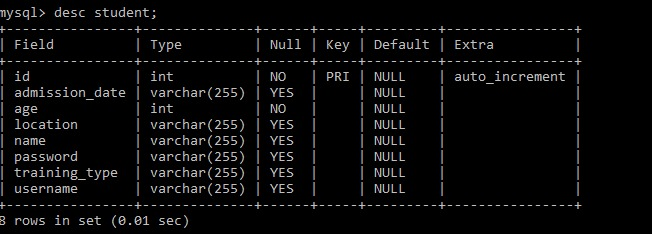 mysql> desc student;
+----------------+--------------+------+-----+---------+----------------+
| Field          | Type         | Null | Key | Default | Extra          |
+----------------+--------------+------+-----+---------+----------------+
| id             | int          | NO   | PRI | NULL    | auto_increment |
| admission_date | varchar(255) | YES  |     | NULL    |                |
| age            | int          | NO   |     | NULL    |                |
| location       | varchar(255) | YES  |     | NULL    |                |
| name           | varchar(255) | YES  |     | NULL    |                |
| password       | varchar(255) | YES  |     | NULL    |                |
| training_type  | varchar(255) | YES  |     | NULL    |                |
| username       | varchar(255) | YES  |     | NULL    |                |
+----------------+--------------+------+-----+---------+----------------+
8 rows in set (0.01 sec)